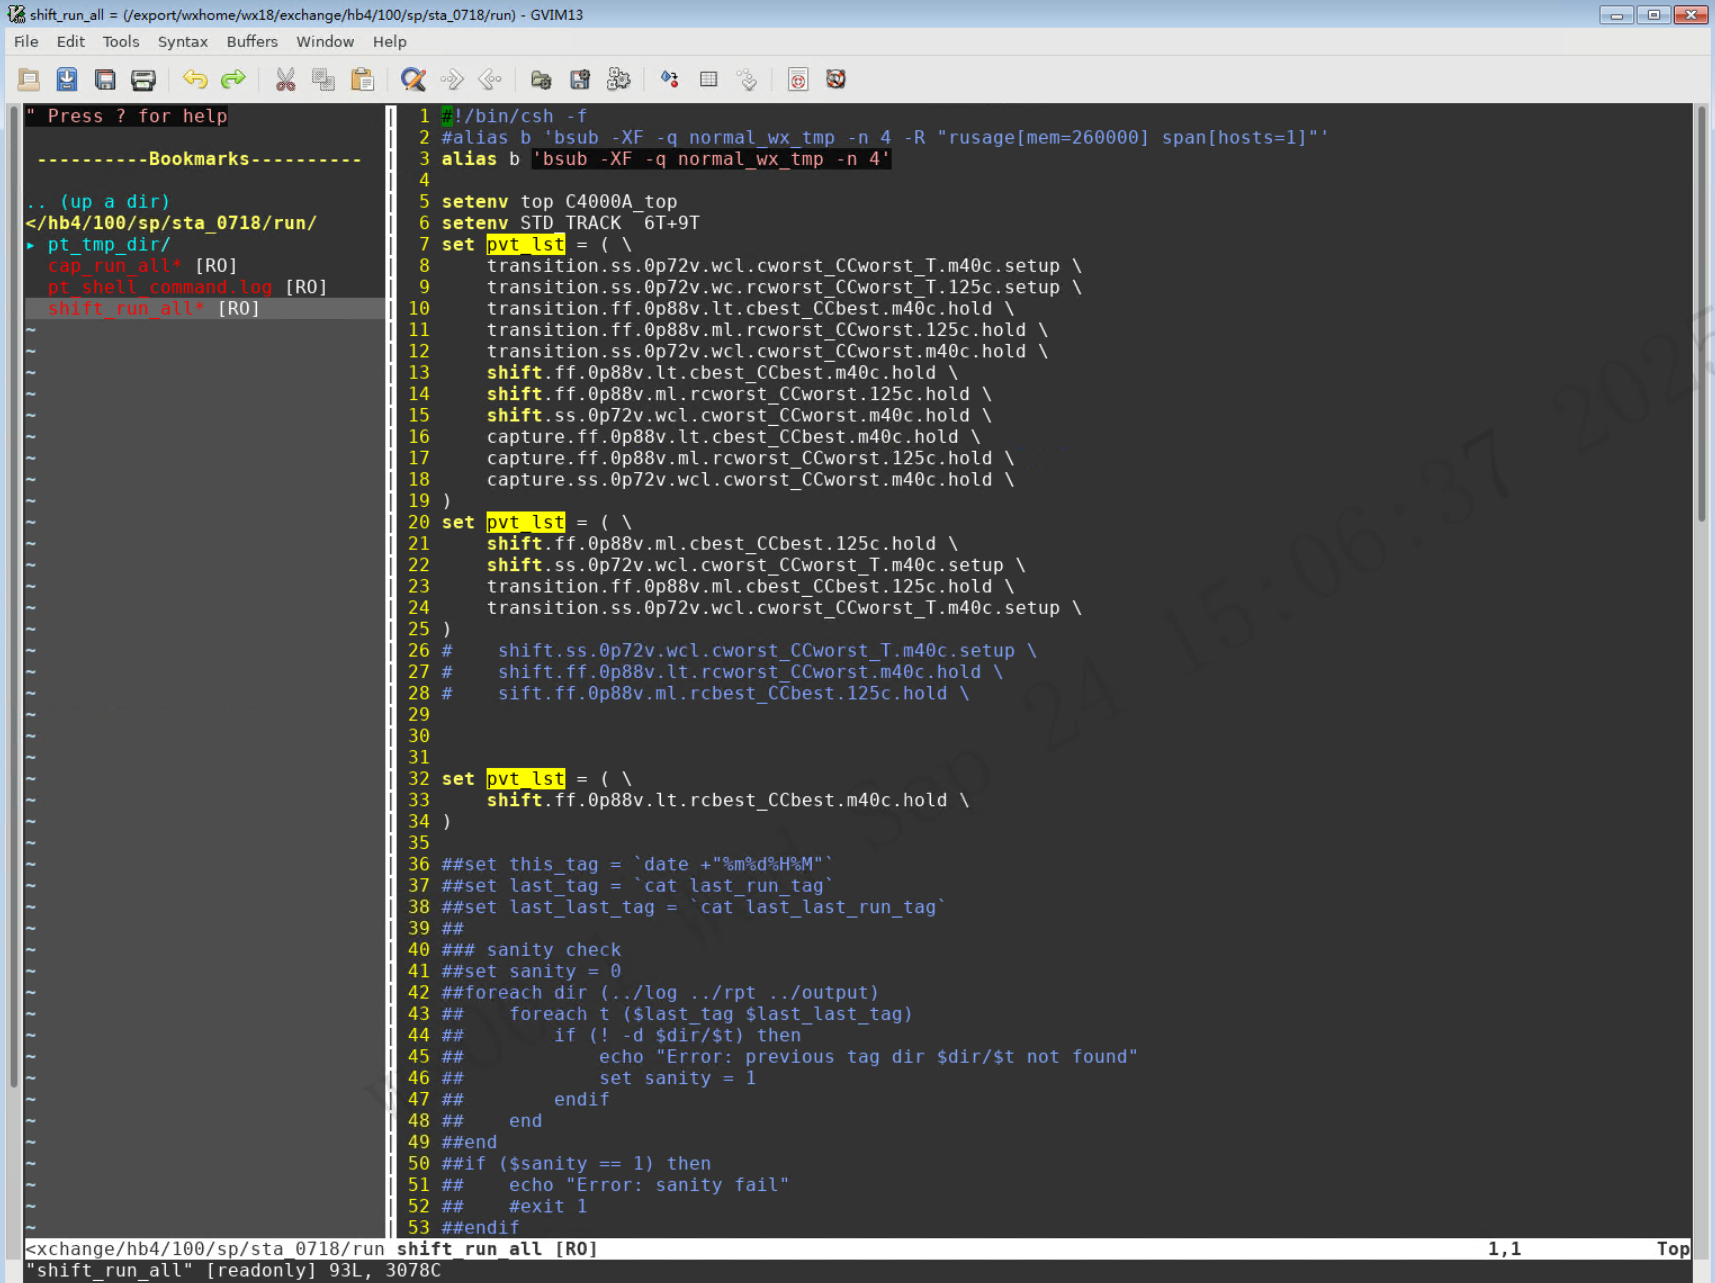 shift_run_all = (/export/wxhome/wx18/exchange/hb4/100/sp/sta_0718/run) - GVIM13
File Edit Tools Syntax Buffers Window Help
" Press ? for help
----------Bookmarks----------
.. (up a dir)
</hb4/100/sp/sta_0718/run/
▸ pt_tmp_dir/
cap_run_all* [RO]
pt_shell_command.log [RO]
shift_run_all* [RO]
1 #!/bin/csh -f
2 #alias b 'bsub -XF -q normal_wx_tmp -n 4 -R "rusage[mem=260000] span[hosts=1]"'
3 alias b 'bsub -XF -q normal_wx_tmp -n 4'
4
5 setenv top C4000A_top
6 setenv STD_TRACK  6T+9T
7 set pvt_lst = ( \
8     transition.ss.0p72v.wcl.cworst_CCworst_T.m40c.setup \
9     transition.ss.0p72v.wc.rcworst_CCworst_T.125c.setup \
10     transition.ff.0p88v.lt.cbest_CCbest.m40c.hold \
11     transition.ff.0p88v.ml.rcworst_CCworst.125c.hold \
12     transition.ss.0p72v.wcl.cworst_CCworst.m40c.hold \
13     shift.ff.0p88v.lt.cbest_CCbest.m40c.hold \
14     shift.ff.0p88v.ml.rcworst_CCworst.125c.hold \
15     shift.ss.0p72v.wcl.cworst_CCworst.m40c.hold \
16     capture.ff.0p88v.lt.cbest_CCbest.m40c.hold \
17     capture.ff.0p88v.ml.rcworst_CCworst.125c.hold \
18     capture.ss.0p72v.wcl.cworst_CCworst.m40c.hold \
19 )
20 set pvt_lst = ( \
21     shift.ff.0p88v.ml.cbest_CCbest.125c.hold \
22     shift.ss.0p72v.wcl.cworst_CCworst_T.m40c.setup \
23     transition.ff.0p88v.ml.cbest_CCbest.125c.hold \
24     transition.ss.0p72v.wcl.cworst_CCworst_T.m40c.setup \
25 )
26 #    shift.ss.0p72v.wcl.cworst_CCworst_T.m40c.setup \
27 #    shift.ff.0p88v.lt.rcworst_CCworst.m40c.hold \
28 #    sift.ff.0p88v.ml.rcbest_CCbest.125c.hold \
29
30
31
32 set pvt_lst = ( \
33     shift.ff.0p88v.lt.rcbest_CCbest.m40c.hold \
34 )
35
36 ##set this_tag = `date +"%m%d%H%M"`
37 ##set last_tag = `cat last_run_tag`
38 ##set last_last_tag = `cat last_last_run_tag`
39 ##
40 ### sanity check
41 ##set sanity = 0
42 ##foreach dir (../log ../rpt ../output)
43 ##    foreach t ($last_tag $last_last_tag)
44 ##        if (! -d $dir/$t) then
45 ##            echo "Error: previous tag dir $dir/$t not found"
46 ##            set sanity = 1
47 ##        endif
48 ##    end
49 ##end
50 ##if ($sanity == 1) then
51 ##    echo "Error: sanity fail"
52 ##    #exit 1
53 ##endif
<xchange/hb4/100/sp/sta_0718/run shift_run_all [RO] 1,1 Top
"shift_run_all" [readonly] 93L, 3078C
Wed Sep 24 15:06:37 2025